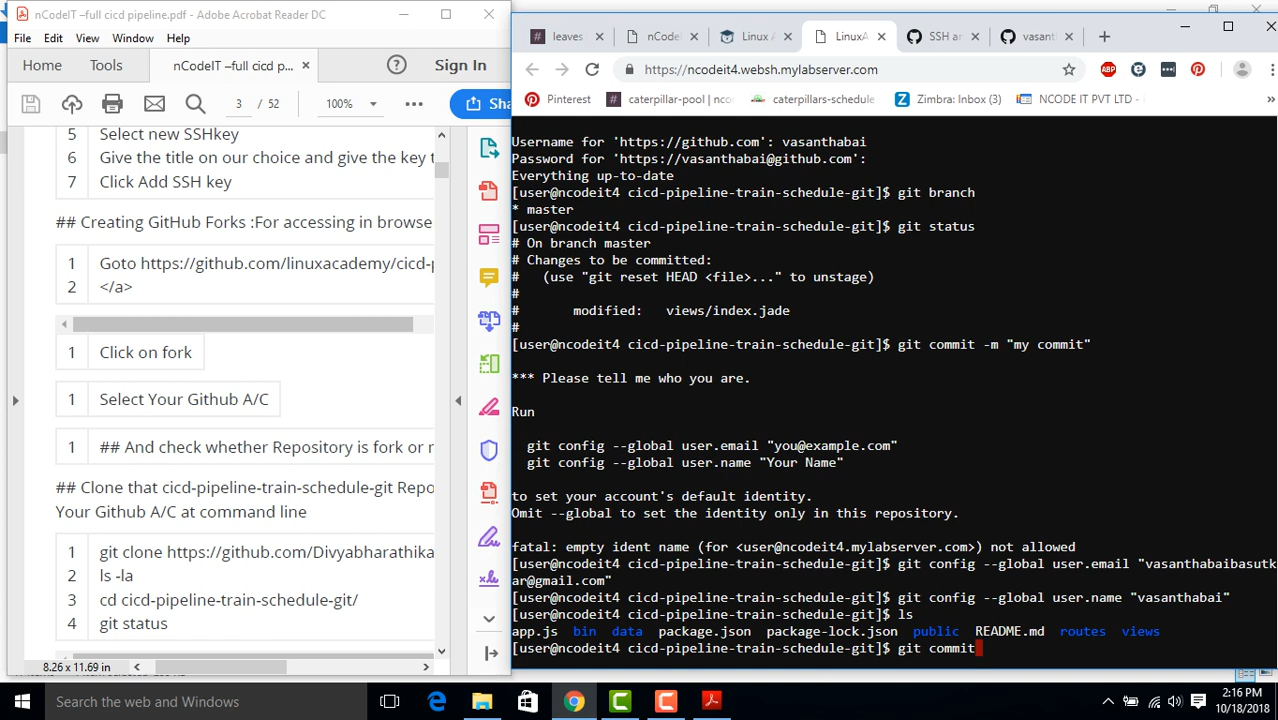 nCodeIT –full cicd pipeline.pdf - Adobe Acrobat Reader DC
File Edit View Window Help
Home Tools nCodeIT –full cicd p... Sign In
3 / 52 100% Sha
5 Select new SSHkey
6 Give the title on our choice and give the key t
7 Click Add SSH key
## Creating GitHub Forks :For accessing in browse
1 Goto https://github.com/linuxacademy/cicd-p
2 </a>
1 Click on fork
1 Select Your Github A/C
1 ## And check whether Repository is fork or n
## Clone that cicd-pipeline-train-schedule-git Repo
Your Github A/C at command line
1 git clone https://github.com/Divyabharathika
2 ls -la
3 cd cicd-pipeline-train-schedule-git/
4 git status
8.26 x 11.69 in
leaves nCode Linux A LinuxA SSH an vasant
https://ncodeit4.websh.mylabserver.com
ABP
Pinterest caterpillar-pool | nco caterpillars-schedule Zimbra: Inbox (3) NCODE IT PVT LTD - »
Username for 'https://github.com': vasanthabai
Password for 'https://vasanthabai@github.com':
Everything up-to-date
[user@ncodeit4 cicd-pipeline-train-schedule-git]$ git branch
* master
[user@ncodeit4 cicd-pipeline-train-schedule-git]$ git status
# On branch master
# Changes to be committed:
#   (use "git reset HEAD <file>..." to unstage)
#
#       modified:   views/index.jade
#
[user@ncodeit4 cicd-pipeline-train-schedule-git]$ git commit -m "my commit"
*** Please tell me who you are.
Run
  git config --global user.email "you@example.com"
  git config --global user.name "Your Name"
to set your account's default identity.
Omit --global to set the identity only in this repository.
fatal: empty ident name (for <user@ncodeit4.mylabserver.com>) not allowed
[user@ncodeit4 cicd-pipeline-train-schedule-git]$ git config --global user.email "vasanthabaibasutk
ar@gmail.com"
[user@ncodeit4 cicd-pipeline-train-schedule-git]$ git config --global user.name "vasanthabai"
[user@ncodeit4 cicd-pipeline-train-schedule-git]$ ls
app.js  bin  data  package.json  package-lock.json  public  README.md  routes  views
[user@ncodeit4 cicd-pipeline-train-schedule-git]$ git commit
Search the web and Windows
2:16 PM
10/18/2018